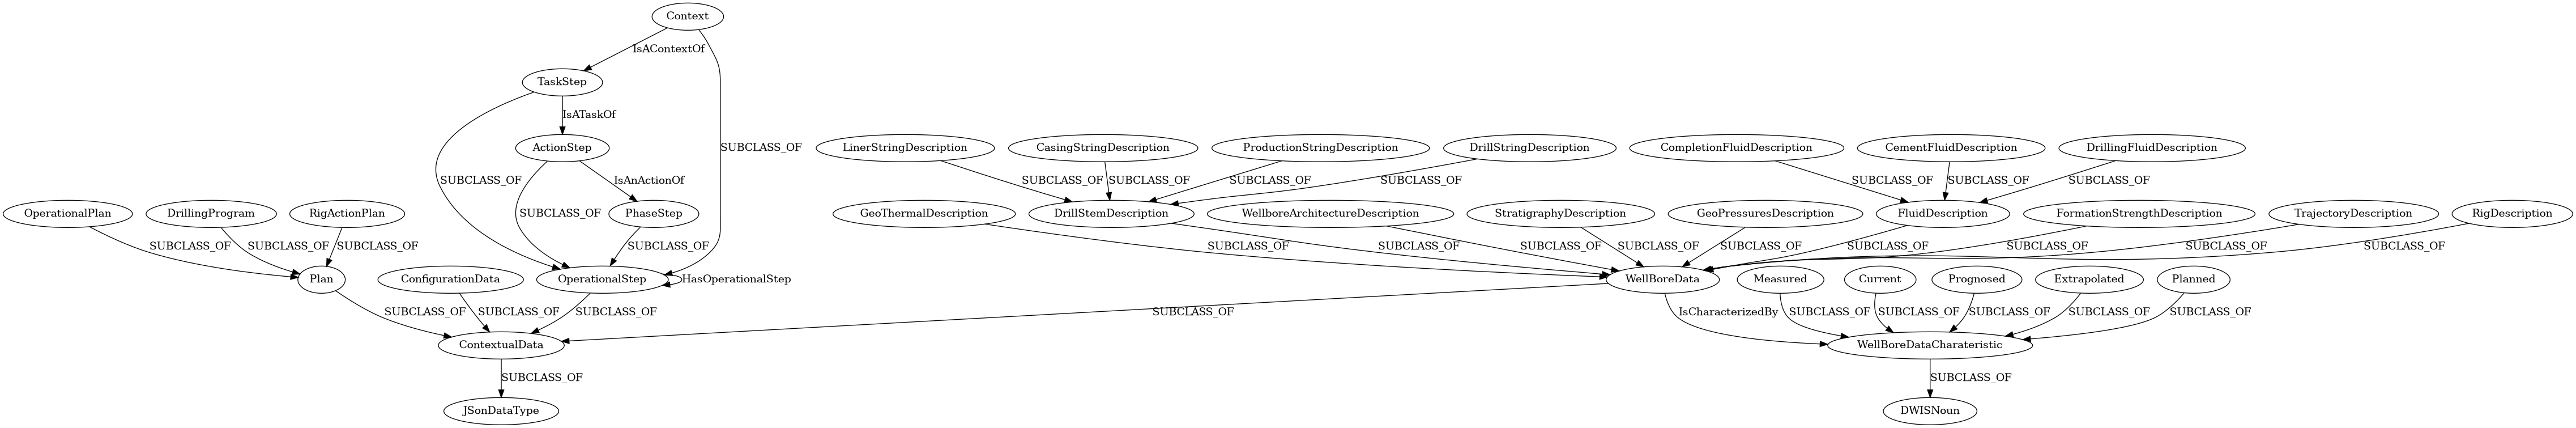 Context
IsAContextOf
TaskStep
IsATaskOf
LinerStringDescription CasingStringDescription ProductionStringDescription DrillStringDescription CompletionFluidDescription CementFluidDescription DrillingFluidDescription
ActionStep SUBCLASS_OF
SUBCLASS_OF IsAnActionOf SUBCLASS_OF SUBCLASS_OF SUBCLASS_OF SUBCLASS_OF SUBCLASS_OF SUBCLASS_OF SUBCLASS_OF
OperationalPlan DrillingProgram RigActionPlan SUBCLASS_OF PhaseStep GeoThermalDescription DrillStemDescription WellboreArchitectureDescription StratigraphyDescription GeoPressuresDescription FluidDescription FormationStrengthDescription TrajectoryDescription RigDescription
SUBCLASS_OF SUBCLASS_OF SUBCLASS_OF SUBCLASS_OF SUBCLASS_OF SUBCLASS_OF SUBCLASS_OF SUBCLASS_OF SUBCLASS_OF SUBCLASS_OF SUBCLASS_OF SUBCLASS_OF SUBCLASS_OF
Plan ConfigurationData OperationalStep HasOperationalStep WellBoreData Measured Current Prognosed Extrapolated Planned
SUBCLASS_OF SUBCLASS_OF SUBCLASS_OF SUBCLASS_OF IsCharacterizedBy SUBCLASS_OF SUBCLASS_OF SUBCLASS_OF SUBCLASS_OF SUBCLASS_OF
ContextualData WellBoreDataCharateristic
SUBCLASS_OF SUBCLASS_OF
JSonDataType DWISNoun